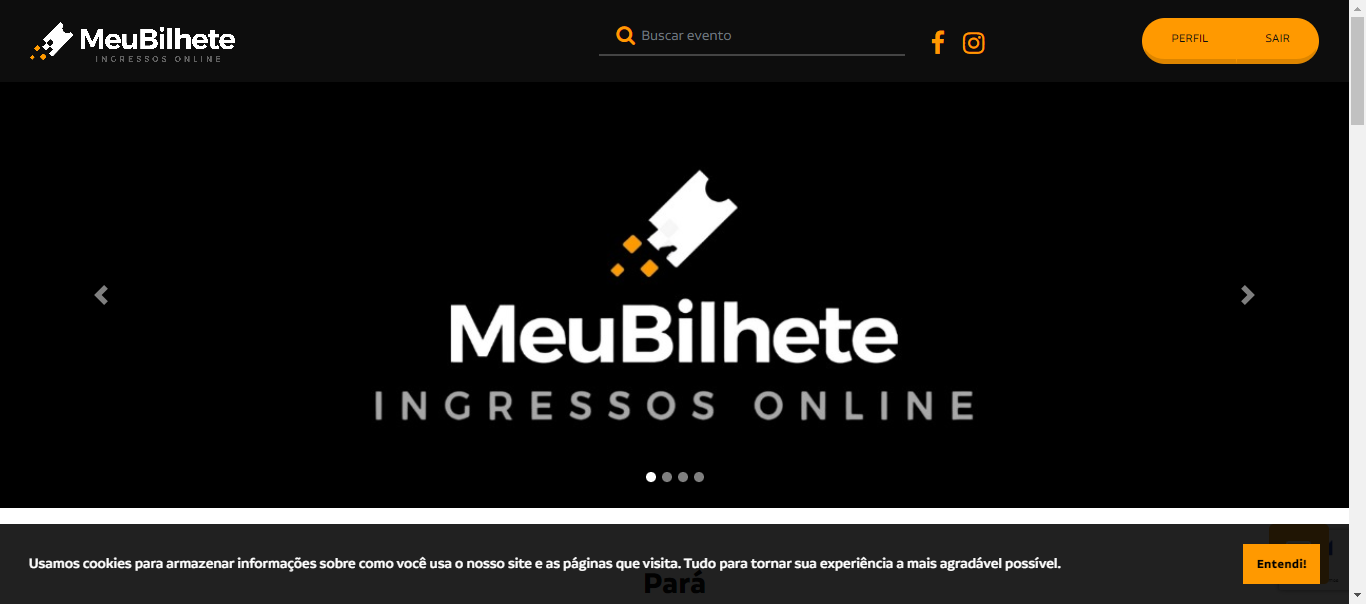 MeuBilhete
INGRESSOS ONLINE
Buscar evento
PERFIL
SAIR
MeuBilhete
INGRESSOS ONLINE
Usamos cookies para armazenar informações sobre como você usa o nosso site e as páginas que visita. Tudo para tornar sua experiência a mais agradável possível.
Entendi!
Pará